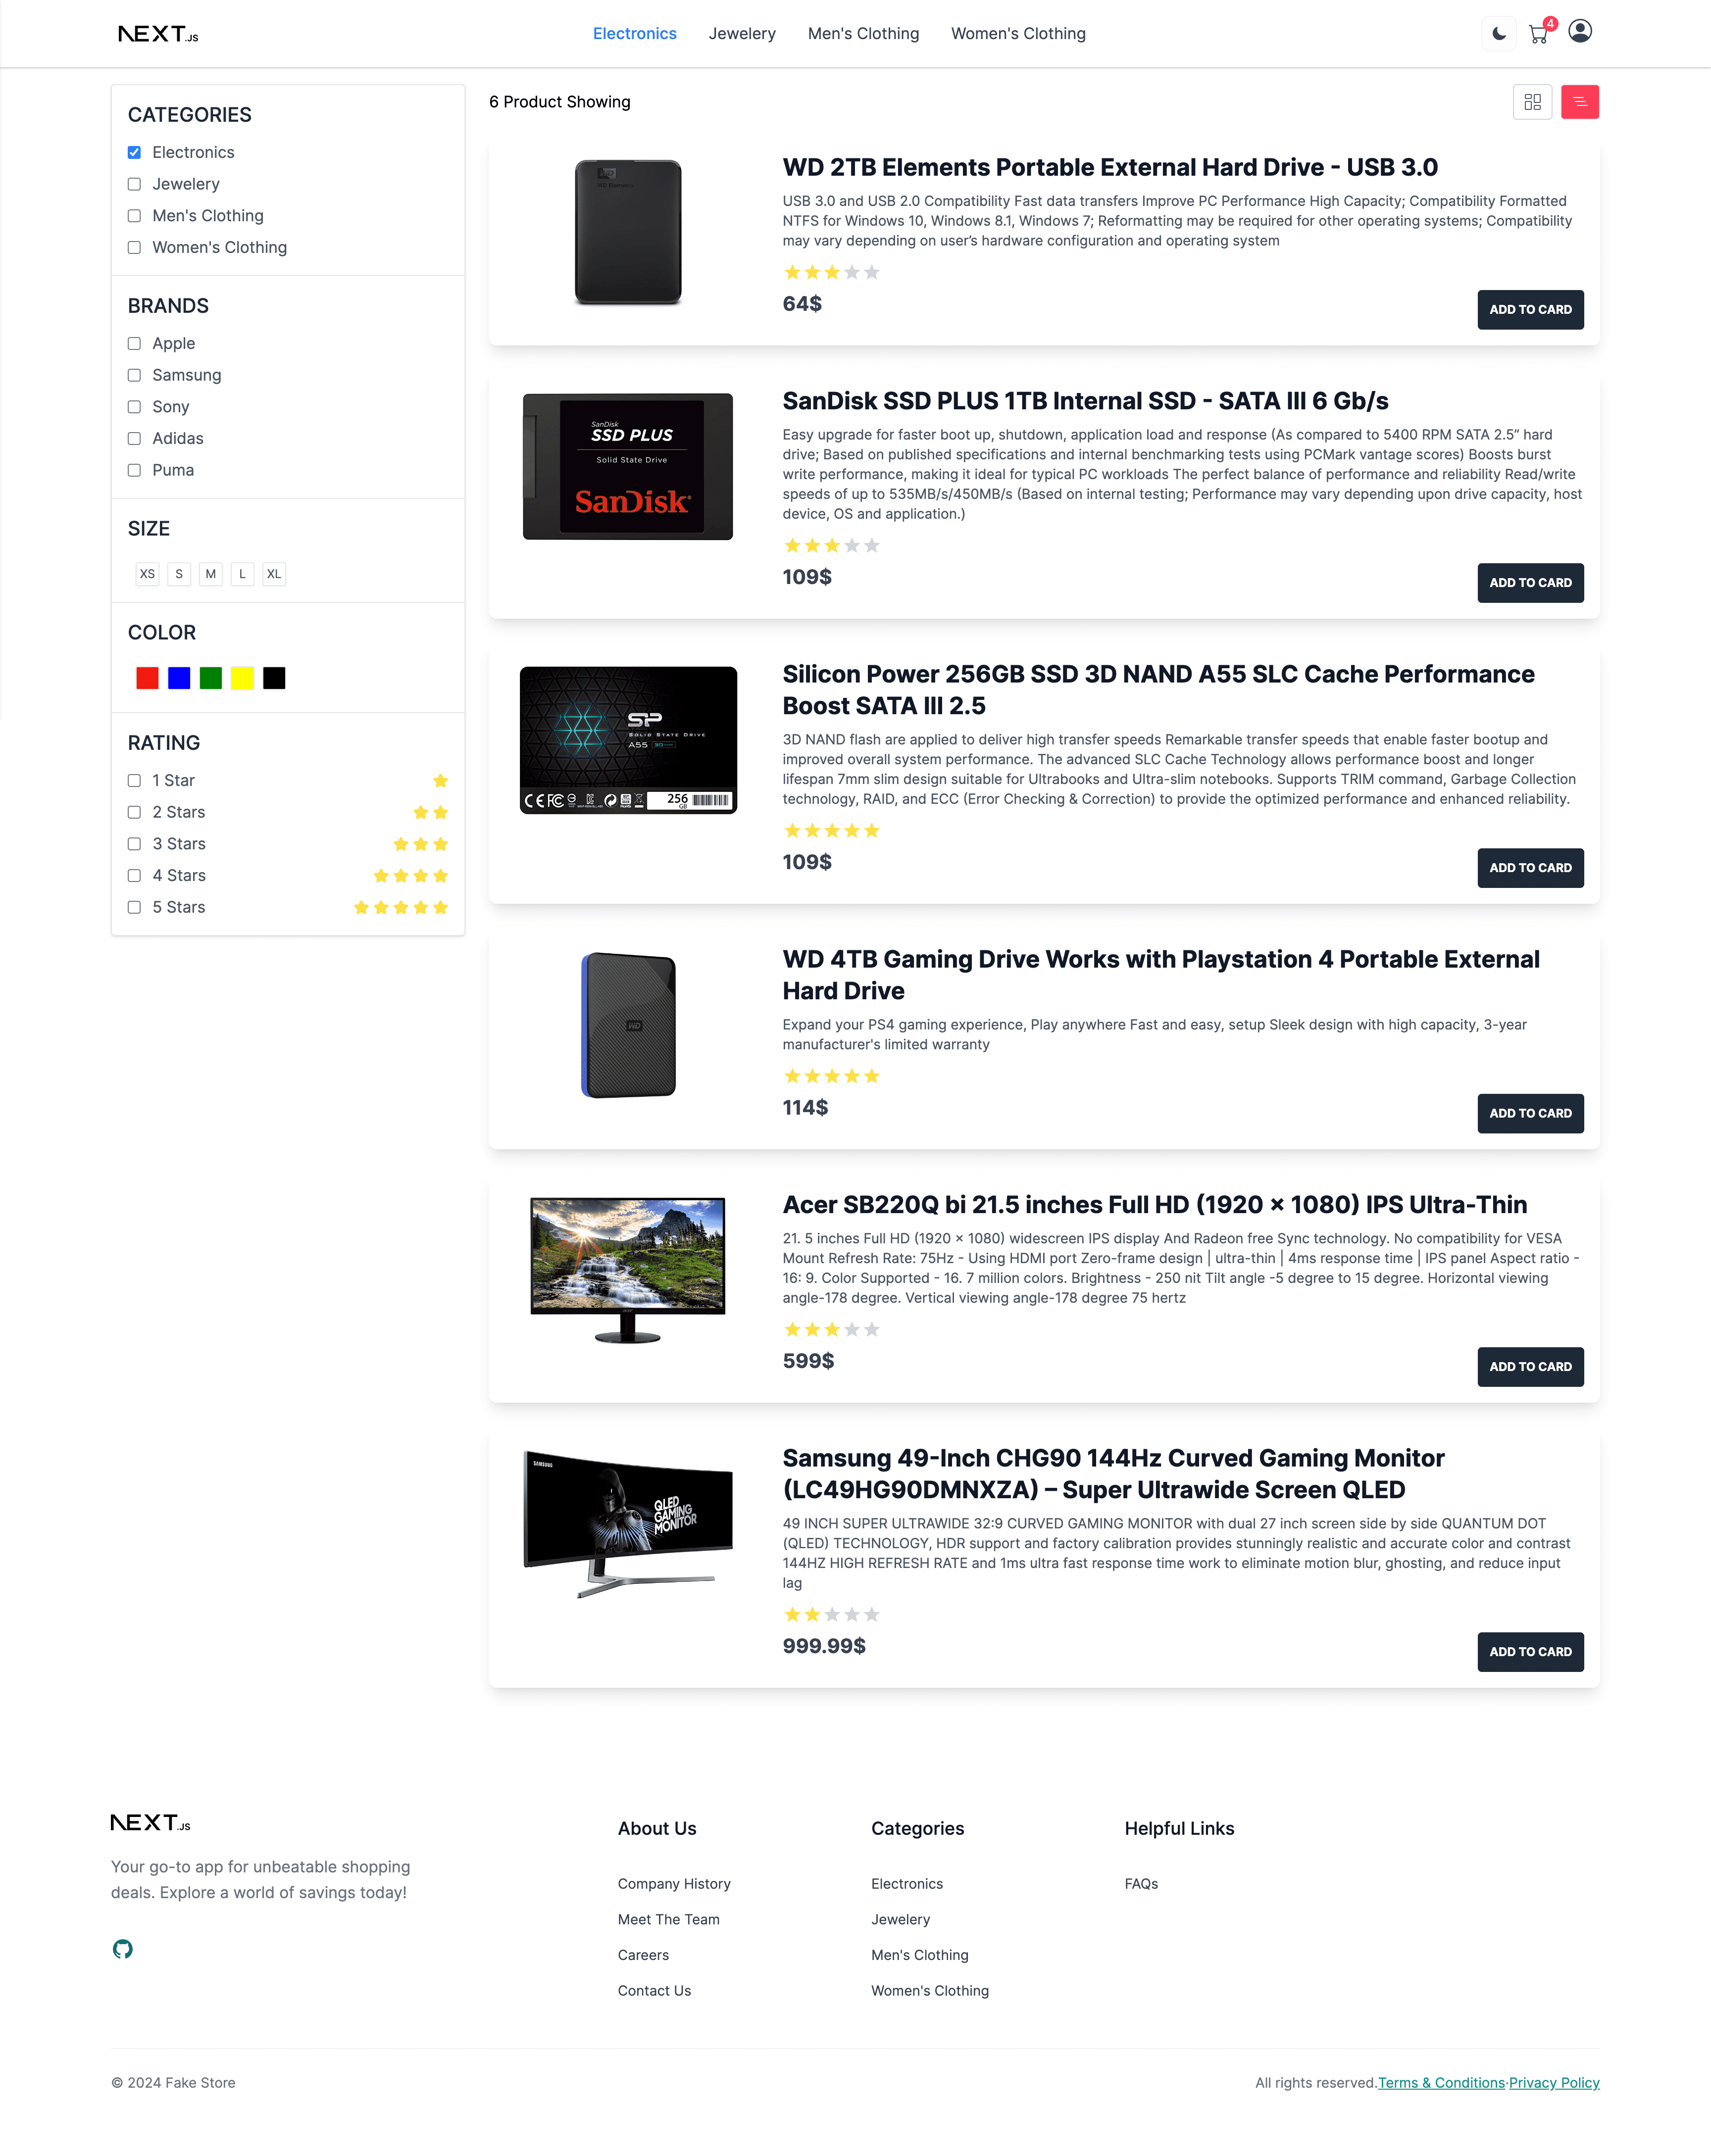 NEXT.JS
Electronics
Jewelery
Men's Clothing
Women's Clothing
4
CATEGORIES
Electronics
Jewelery
Men's Clothing
Women's Clothing
BRANDS
Apple
Samsung
Sony
Adidas
Puma
SIZE
XS
S
M
L
XL
COLOR
RATING
1 Star
2 Stars
3 Stars
4 Stars
5 Stars
6 Product Showing
WD
WD 2TB Elements Portable External Hard Drive - USB 3.0
USB 3.0 and USB 2.0 Compatibility Fast data transfers Improve PC Performance High Capacity; Compatibility Formatted
NTFS for Windows 10, Windows 8.1, Windows 7; Reformatting may be required for other operating systems; Compatibility
may vary depending on user’s hardware configuration and operating system
64$
ADD TO CARD
SanDisk
SSD PLUS
Solid State Drive
SanDisk
SanDisk SSD PLUS 1TB Internal SSD - SATA III 6 Gb/s
Easy upgrade for faster boot up, shutdown, application load and response (As compared to 5400 RPM SATA 2.5” hard
drive; Based on published specifications and internal benchmarking tests using PCMark vantage scores) Boosts burst
write performance, making it ideal for typical PC workloads The perfect balance of performance and reliability Read/write
speeds of up to 535MB/s/450MB/s (Based on internal testing; Performance may vary depending upon drive capacity, host
device, OS and application.)
109$
ADD TO CARD
SP
SOLID STATE DRIVE
A55
256
GB
Silicon Power 256GB SSD 3D NAND A55 SLC Cache Performance
Boost SATA III 2.5
3D NAND flash are applied to deliver high transfer speeds Remarkable transfer speeds that enable faster bootup and
improved overall system performance. The advanced SLC Cache Technology allows performance boost and longer
lifespan 7mm slim design suitable for Ultrabooks and Ultra-slim notebooks. Supports TRIM command, Garbage Collection
technology, RAID, and ECC (Error Checking & Correction) to provide the optimized performance and enhanced reliability.
109$
ADD TO CARD
WD
WD 4TB Gaming Drive Works with Playstation 4 Portable External
Hard Drive
Expand your PS4 gaming experience, Play anywhere Fast and easy, setup Sleek design with high capacity, 3-year
manufacturer's limited warranty
114$
ADD TO CARD
Acer SB220Q bi 21.5 inches Full HD (1920 × 1080) IPS Ultra-Thin
21. 5 inches Full HD (1920 × 1080) widescreen IPS display And Radeon free Sync technology. No compatibility for VESA
Mount Refresh Rate: 75Hz - Using HDMI port Zero-frame design | ultra-thin | 4ms response time | IPS panel Aspect ratio -
16: 9. Color Supported - 16. 7 million colors. Brightness - 250 nit Tilt angle -5 degree to 15 degree. Horizontal viewing
angle-178 degree. Vertical viewing angle-178 degree 75 hertz
599$
ADD TO CARD
SAMSUNG
QLED
GAMING
MONITOR
Samsung 49-Inch CHG90 144Hz Curved Gaming Monitor
(LC49HG90DMNXZA) – Super Ultrawide Screen QLED
49 INCH SUPER ULTRAWIDE 32:9 CURVED GAMING MONITOR with dual 27 inch screen side by side QUANTUM DOT
(QLED) TECHNOLOGY, HDR support and factory calibration provides stunningly realistic and accurate color and contrast
144HZ HIGH REFRESH RATE and 1ms ultra fast response time work to eliminate motion blur, ghosting, and reduce input
lag
999.99$
ADD TO CARD
NEXT.JS
Your go-to app for unbeatable shopping
deals. Explore a world of savings today!
About Us
Company History
Meet The Team
Careers
Contact Us
Categories
Electronics
Jewelery
Men's Clothing
Women's Clothing
Helpful Links
FAQs
© 2024 Fake Store
All rights reserved.Terms & Conditions·Privacy Policy